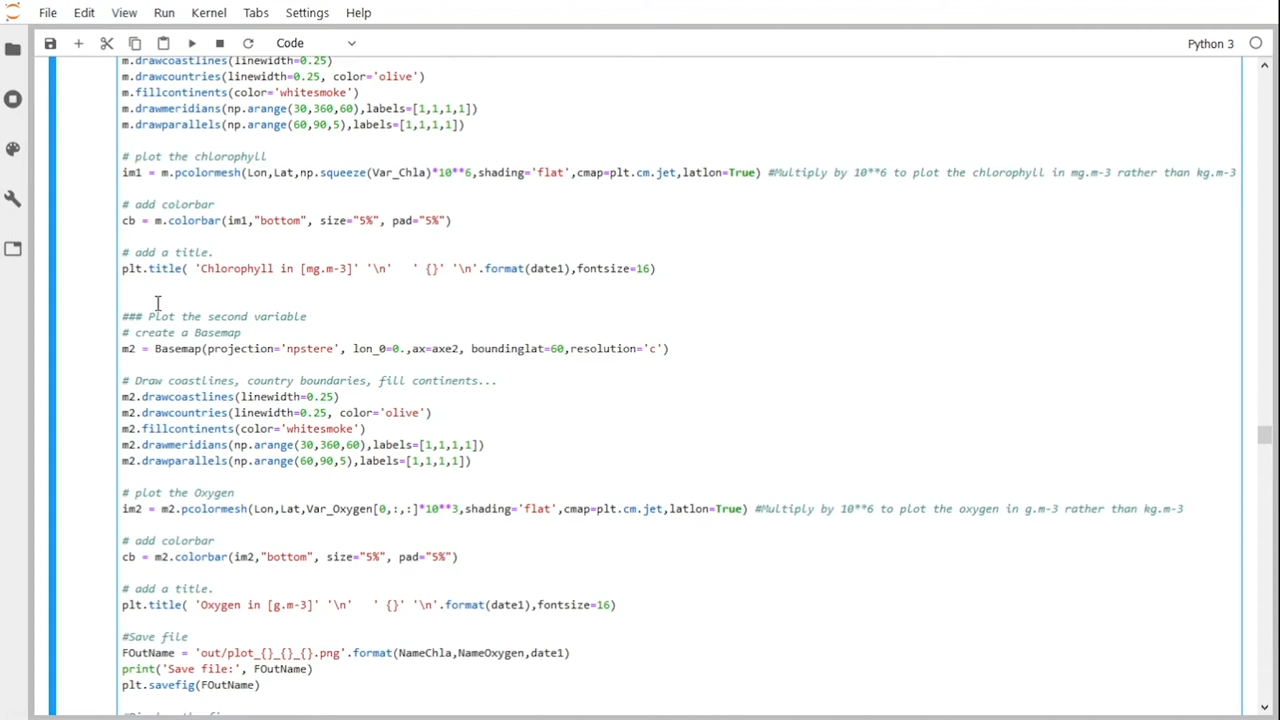 File Edit View Run Kernel Tabs Settings Help
Code
Python 3
m.drawcoastlines(linewidth=0.25)
m.drawcountries(linewidth=0.25, color='olive')
m.fillcontinents(color='whitesmoke')
m.drawmeridians(np.arange(30,360,60),labels=[1,1,1,1])
m.drawparallels(np.arange(60,90,5),labels=[1,1,1,1])
# plot the chlorophyll
im1 = m.pcolormesh(Lon,Lat,np.squeeze(Var_Chla)*10**6,shading='flat',cmap=plt.cm.jet,latlon=True) #Multiply by 10**6 to plot the chlorophyll in mg.m-3 rather than kg.m-3
# add colorbar
cb = m.colorbar(im1,"bottom", size="5%", pad="5%")
# add a title.
plt.title( 'Chlorophyll in [mg.m-3]' '\n'   ' {}' '\n'.format(date1),fontsize=16)
### Plot the second variable
# create a Basemap
m2 = Basemap(projection='npstere', lon_0=0.,ax=axe2, boundinglat=60,resolution='c')
# Draw coastlines, country boundaries, fill continents...
m2.drawcoastlines(linewidth=0.25)
m2.drawcountries(linewidth=0.25, color='olive')
m2.fillcontinents(color='whitesmoke')
m2.drawmeridians(np.arange(30,360,60),labels=[1,1,1,1])
m2.drawparallels(np.arange(60,90,5),labels=[1,1,1,1])
# plot the Oxygen
im2 = m2.pcolormesh(Lon,Lat,Var_Oxygen[0,:,:]*10**3,shading='flat',cmap=plt.cm.jet,latlon=True) #Multiply by 10**6 to plot the oxygen in g.m-3 rather than kg.m-3
# add colorbar
cb = m2.colorbar(im2,"bottom", size="5%", pad="5%")
# add a title.
plt.title( 'Oxygen in [g.m-3]' '\n'   ' {}' '\n'.format(date1),fontsize=16)
#Save file
FOutName = 'out/plot_{}_{}_{}.png'.format(NameChla,NameOxygen,date1)
print('Save file:', FOutName)
plt.savefig(FOutName)